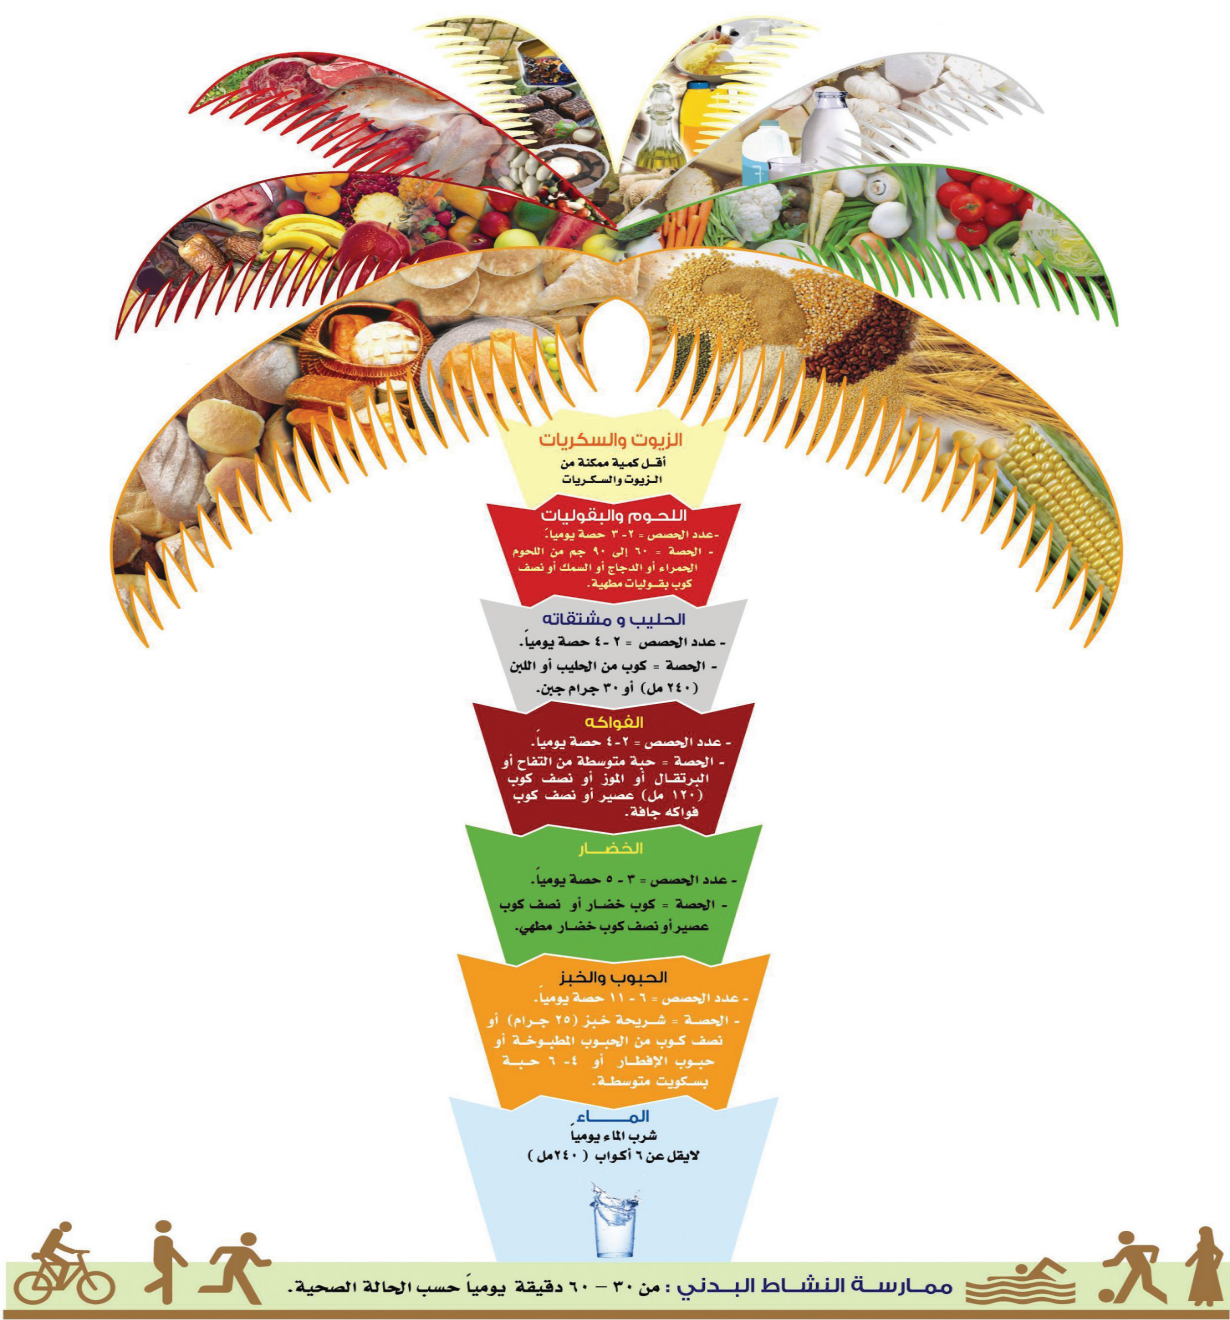 الزيوت والسكريات
أقل كمية ممكنة من
الزيوت والسكريات
اللحوم والبقوليات
-عدد الحصص = ٢- ٣ حصة يومياً.
- الحصة = ٦٠ إلى ٩٠ جم من اللحوم
الحمراء أو الدجاج أو السمك أو نصف
كوب بقوليات مطهية.
الحليب و مشتقاته
- عدد الحصص = ٢ -٤ حصة يومياً.
- الحصة = كوب من الحليب أو اللبن
(٢٤٠ مل) أو ٣٠ جرام جبن.
الفواكه
- عدد الحصص = ٢-٤ حصة يومياً.
- الحصة = حبة متوسطة من التفاح أو
البرتقال أو الموز أو نصف كوب
(١٢٠ مل) عصير أو نصف كوب
فواكه جافة.
الخضار
- عدد الحصص = ٣ - ٥ حصة يومياً.
- الحصة = كوب خضار أو نصف كوب
عصير أو نصف كوب خضار مطهي.
الحبوب والخبز
- عدد الحصص = ٦ - ١١ حصة يومياً.
- الحصة = شريحة خبز (٢٥ جرام) أو
نصف كوب من الحبوب المطبوخة أو
حبوب الإفطار أو ٤- ٦ حبة
بسكويت متوسطة.
الماء
شرب الماء يومياً
لايقل عن ٦ أكواب ( ٢٤٠مل )
ممارسة النشاط البدني : من ٣٠ – ٦٠ دقيقة يومياً حسب الحالة الصحية.